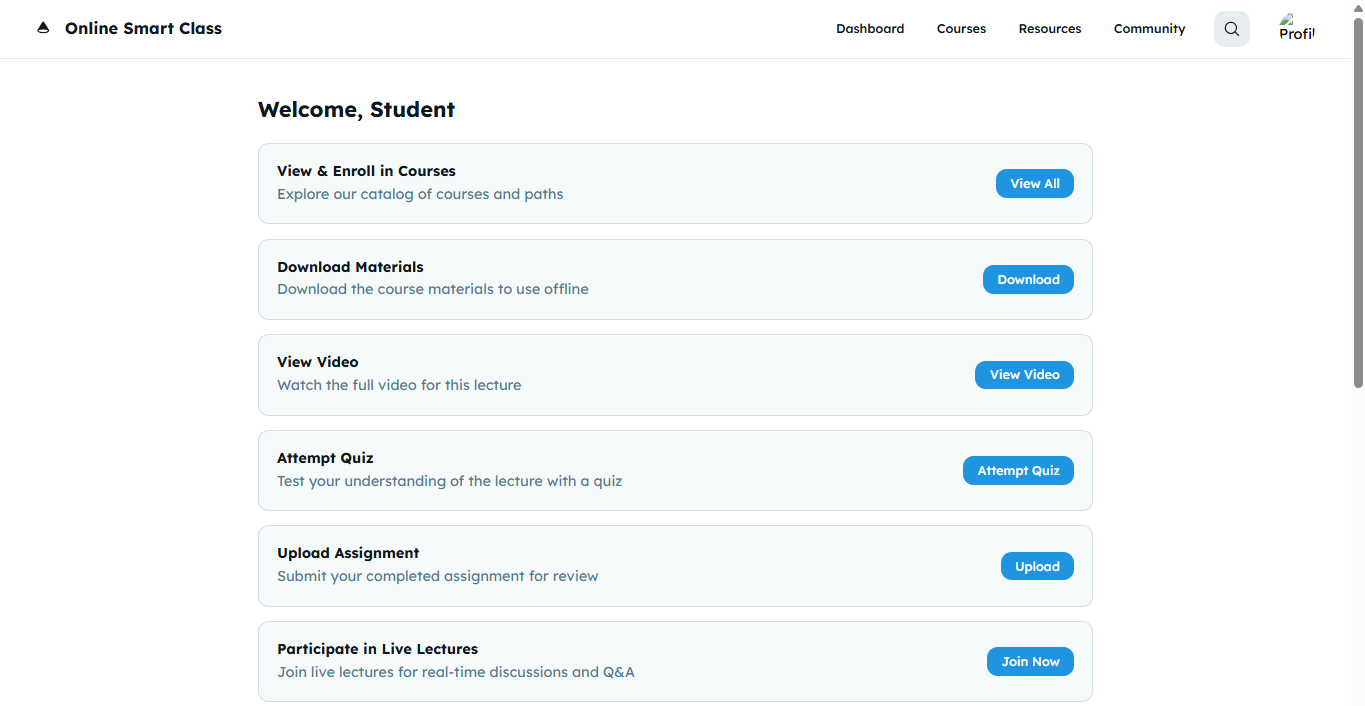 Online Smart Class
Dashboard
Courses
Resources
Community
Profil
Welcome, Student
View & Enroll in Courses
Explore our catalog of courses and paths
View All
Download Materials
Download the course materials to use offline
Download
View Video
Watch the full video for this lecture
View Video
Attempt Quiz
Test your understanding of the lecture with a quiz
Attempt Quiz
Upload Assignment
Submit your completed assignment for review
Upload
Participate in Live Lectures
Join live lectures for real-time discussions and Q&A
Join Now